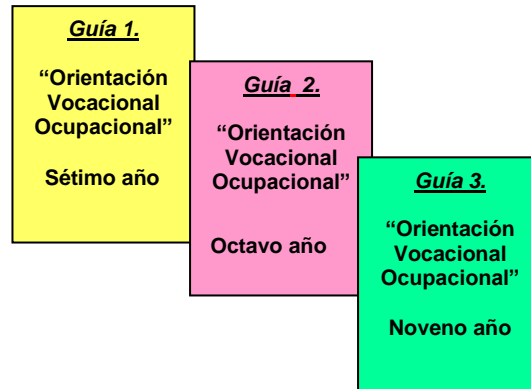 Guía 1.
“Orientación
Vocacional
Ocupacional”
Sétimo año
Guía 2.
“Orientación
Vocacional
Ocupacional”
Octavo año
Guía 3.
“Orientación
Vocacional
Ocupacional”
Noveno año